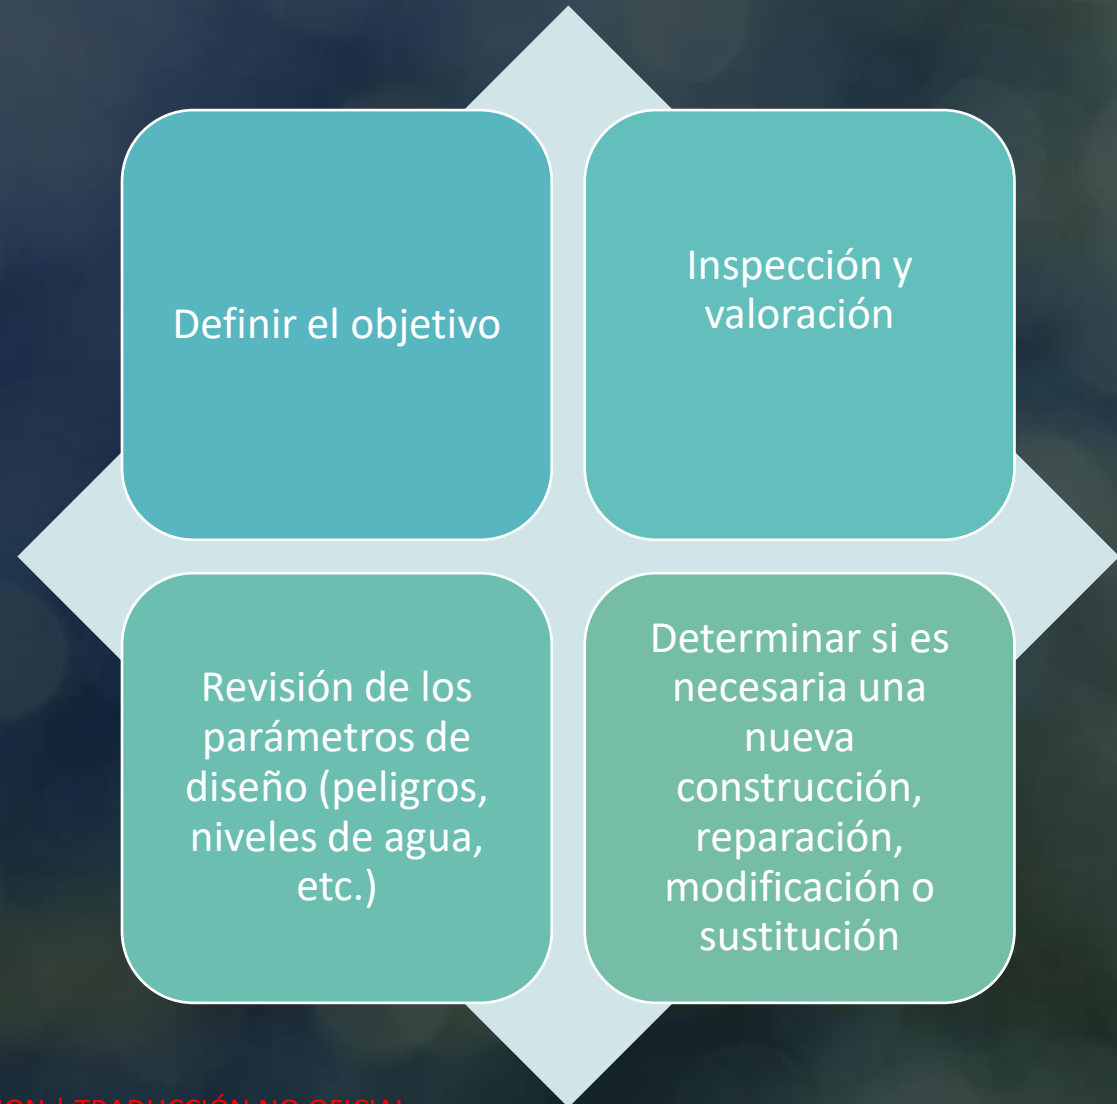 Definir el objetivo
Inspección y
valoración
Revisión de los
parámetros de
diseño (peligros,
niveles de agua,
etc.)
Determinar si es
necesaria una
nueva
construcción,
reparación,
modificación o
sustitución
| TRADUCCIÓN NO OFICIAL